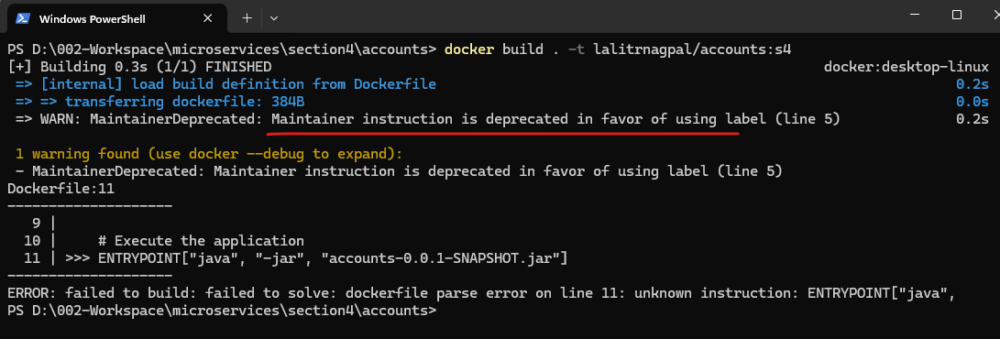 Windows PowerShell
PS D:\002-Workspace\microservices\section4\accounts> docker build . -t lalitrnagpal/accounts:s4
[+] Building 0.3s (1/1) FINISHED docker:desktop-linux
=> [internal] load build definition from Dockerfile 0.2s
=> => transferring dockerfile: 384B 0.0s
=> WARN: MaintainerDeprecated: Maintainer instruction is deprecated in favor of using label (line 5) 0.2s
1 warning found (use docker --debug to expand):
- MaintainerDeprecated: Maintainer instruction is deprecated in favor of using label (line 5)
Dockerfile:11
--------------------
9 |
10 | # Execute the application
11 | >>> ENTRYPOINT["java", "-jar", "accounts-0.0.1-SNAPSHOT.jar"]
--------------------
ERROR: failed to build: failed to solve: dockerfile parse error on line 11: unknown instruction: ENTRYPOINT["java",
PS D:\002-Workspace\microservices\section4\accounts>